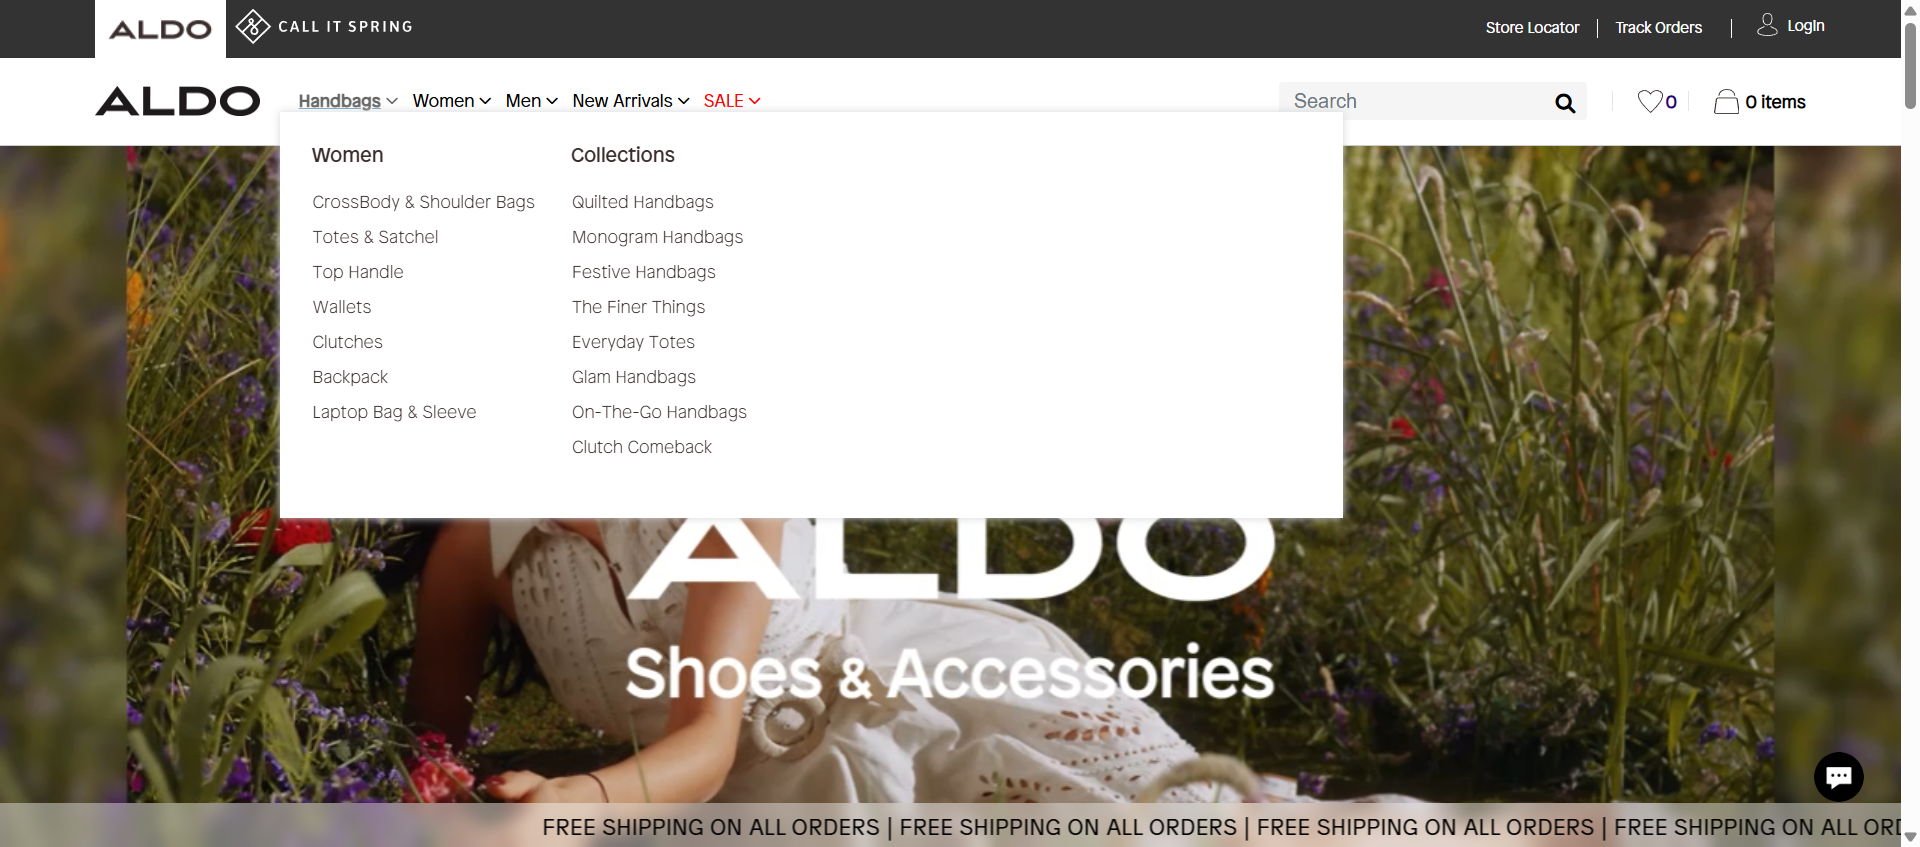 ALDO
CALL IT SPRING
Store Locator
Track Orders
Login
ALDO
Handbags
Women
Men
New Arrivals
SALE
Search
0
0 items
Women
CrossBody & Shoulder Bags
Totes & Satchel
Top Handle
Wallets
Clutches
Backpack
Laptop Bag & Sleeve
Collections
Quilted Handbags
Monogram Handbags
Festive Handbags
The Finer Things
Everyday Totes
Glam Handbags
On-The-Go Handbags
Clutch Comeback
ALDO
Shoes & Accessories
FREE SHIPPING ON ALL ORDERS | FREE SHIPPING ON ALL ORDERS | FREE SHIPPING ON ALL ORDERS | FREE SHIPPING ON ALL ORD